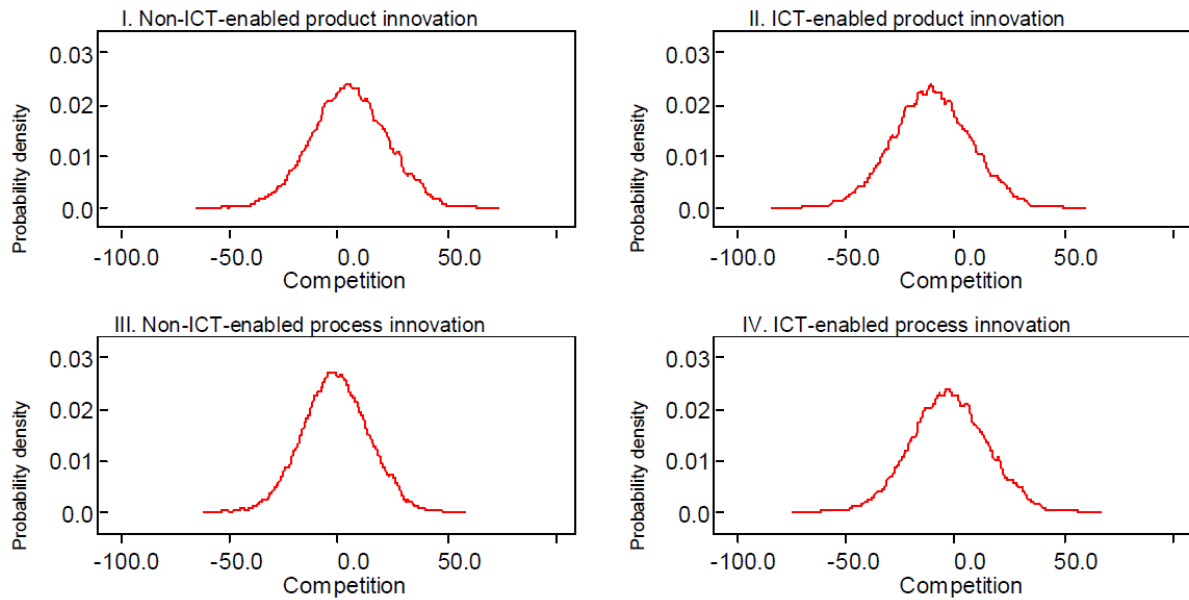 I. Non-ICT-enabled product innovation
Probability density
0.03
0.02
0.01
0.0
-100.0 -50.0 0.0 50.0
Competition
II. ICT-enabled product innovation
Probability density
0.03
0.02
0.01
0.0
-100.0 -50.0 0.0 50.0
Competition
III. Non-ICT-enabled process innovation
Probability density
0.03
0.02
0.01
0.0
-100.0 -50.0 0.0 50.0
Competition
IV. ICT-enabled process innovation
Probability density
0.03
0.02
0.01
0.0
-100.0 -50.0 0.0 50.0
Competition